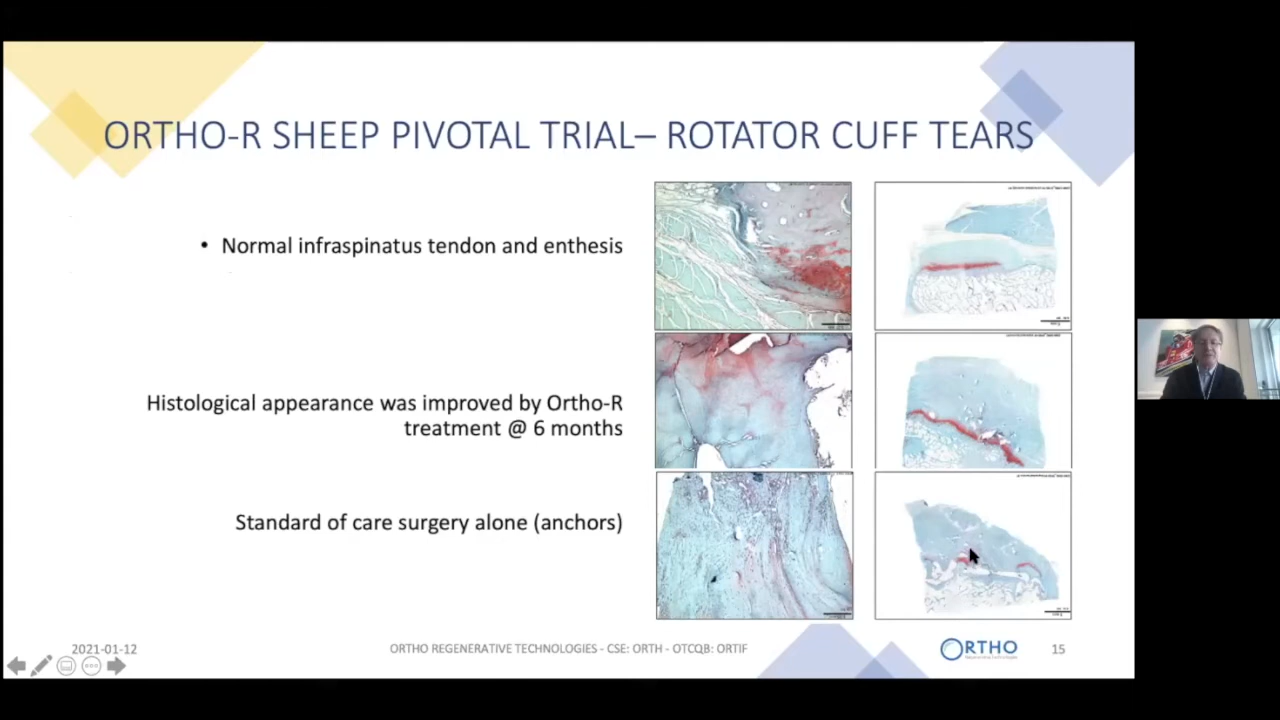 ORTHO-R SHEEP PIVOTAL TRIAL– ROTATOR CUFF TEARS
• Normal infraspinatus tendon and enthesis
Histological appearance was improved by Ortho-R
treatment @ 6 months
Standard of care surgery alone (anchors)
2021-01-12
ORTHO REGENERATIVE TECHNOLOGIES - CSE: ORTH - OTCQB: ORTIF
ORTHO
15